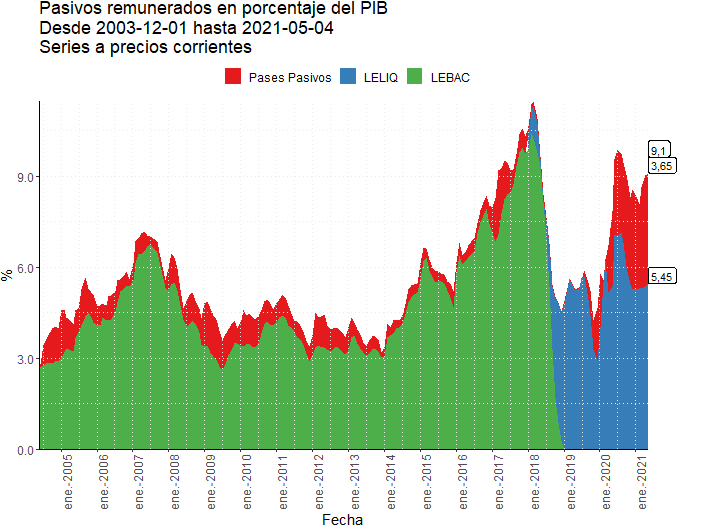 Pasivos remunerados en porcentaje del PIB
Desde 2003-12-01 hasta 2021-05-04
Series a precios corrientes
Pases Pasivos LELIQ LEBAC
9,1
3,65
5,45
9.0
6.0
3.0
0.0
%
ene.-2005
ene.-2006
ene.-2007
ene.-2008
ene.-2009
ene.-2010
ene.-2011
ene.-2012
ene.-2013
ene.-2014
ene.-2015
ene.-2016
ene.-2017
ene.-2018
ene.-2019
ene.-2020
ene.-2021
Fecha